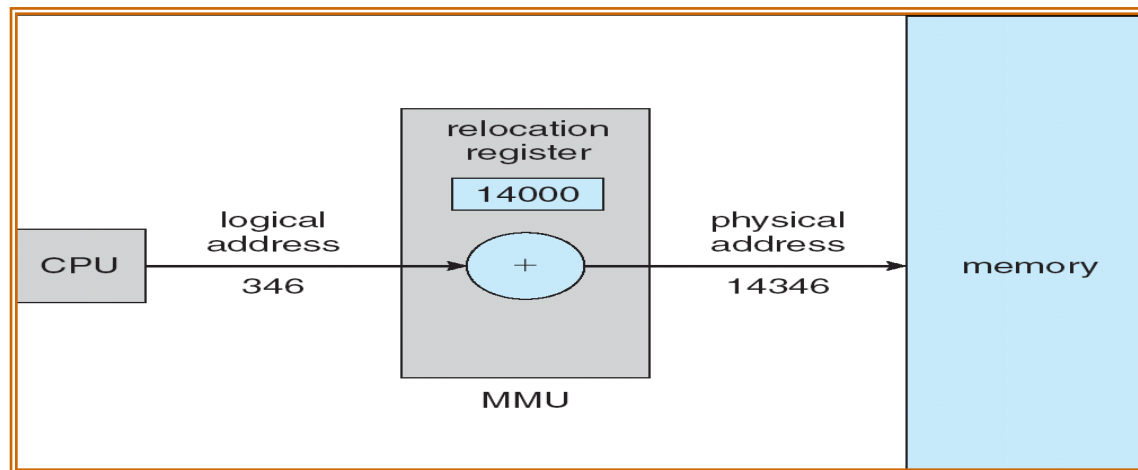 relocation
register
14000
logical
address
346
CPU
+
physical
address
14346
memory
MMU